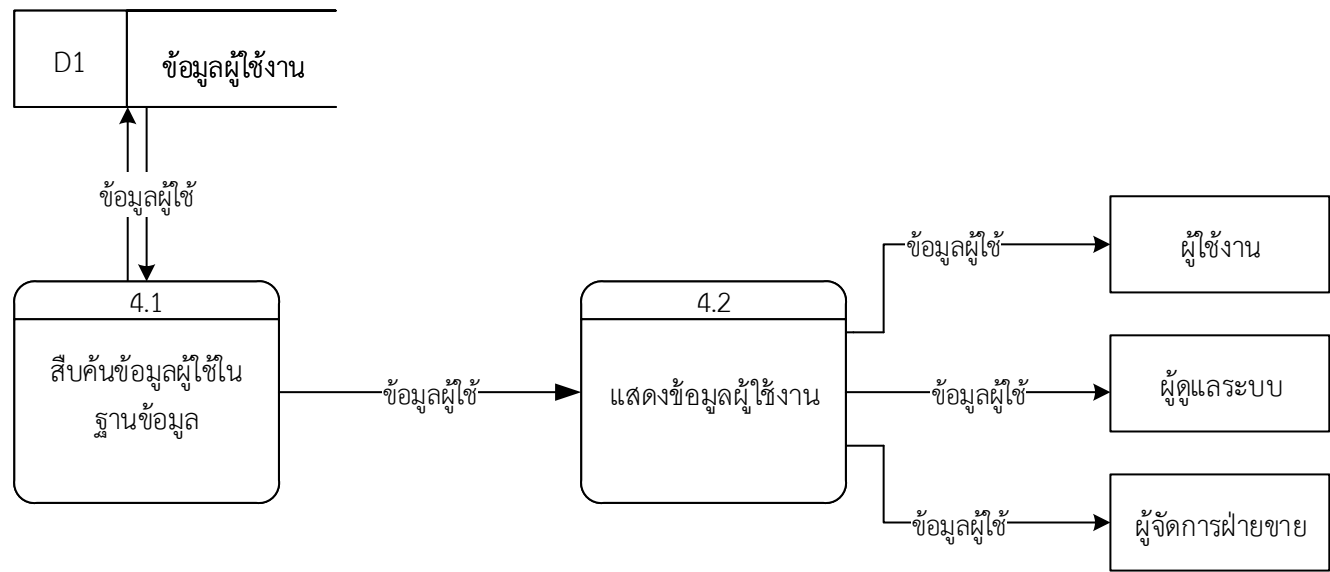 D1
ข้อมูลผู้ใช้งาน
ข้อมูลผู้ใช้
4.1
สืบค้นข้อมูลผู้ใช้ใน
ฐานข้อมูล
ข้อมูลผู้ใช้
4.2
แสดงข้อมูลผู้ใช้งาน
ข้อมูลผู้ใช้
ผู้ใช้งาน
ข้อมูลผู้ใช้
ผู้ดูแลระบบ
ข้อมูลผู้ใช้
ผู้จัดการฝ่ายขาย